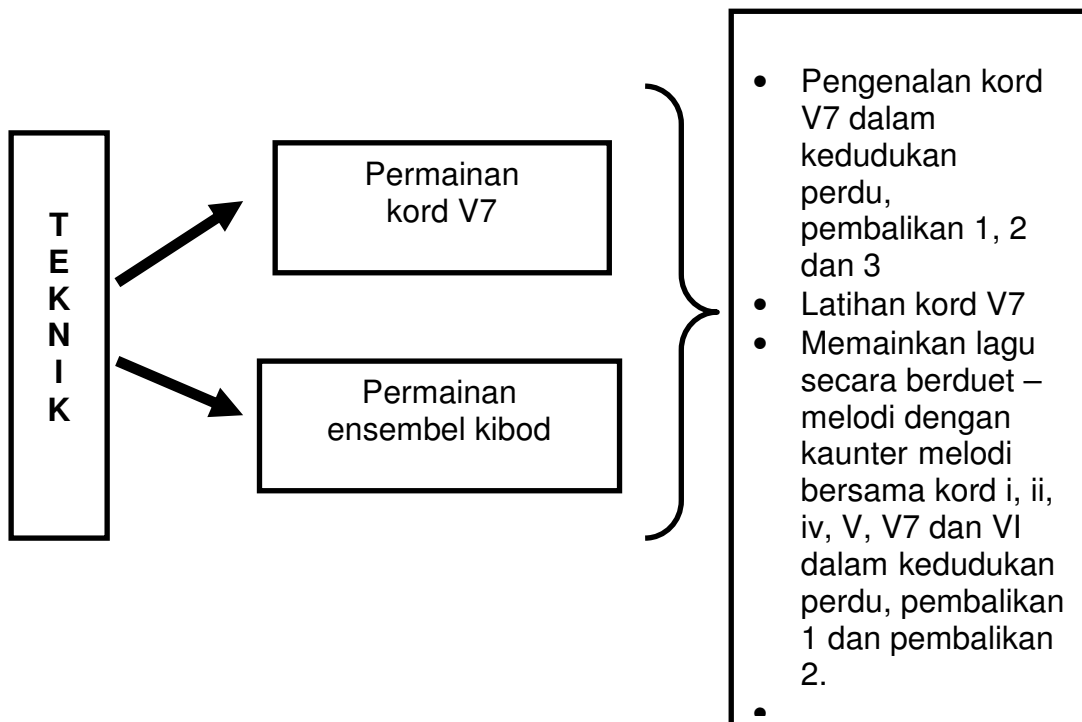 T
E
K
N
I
K
Permainan
kord V7
Permainan
ensembel kibod
• Pengenalan kord
V7 dalam
kedudukan
perdu,
pembalikan 1, 2
dan 3
• Latihan kord V7
• Memainkan lagu
secara berduet –
melodi dengan
kaunter melodi
bersama kord i, ii,
iv, V, V7 dan VI
dalam kedudukan
perdu, pembalikan
1 dan pembalikan
2.
•